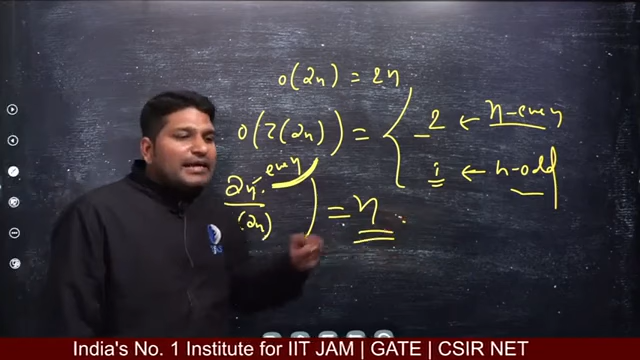 o(2n) = 2n
o(Z(2n)) = { 2 ← n-even
1 ← n-odd
even
2n
(2n) ) = n
India's No. 1 Institute for IIT JAM | GATE | CSIR NET